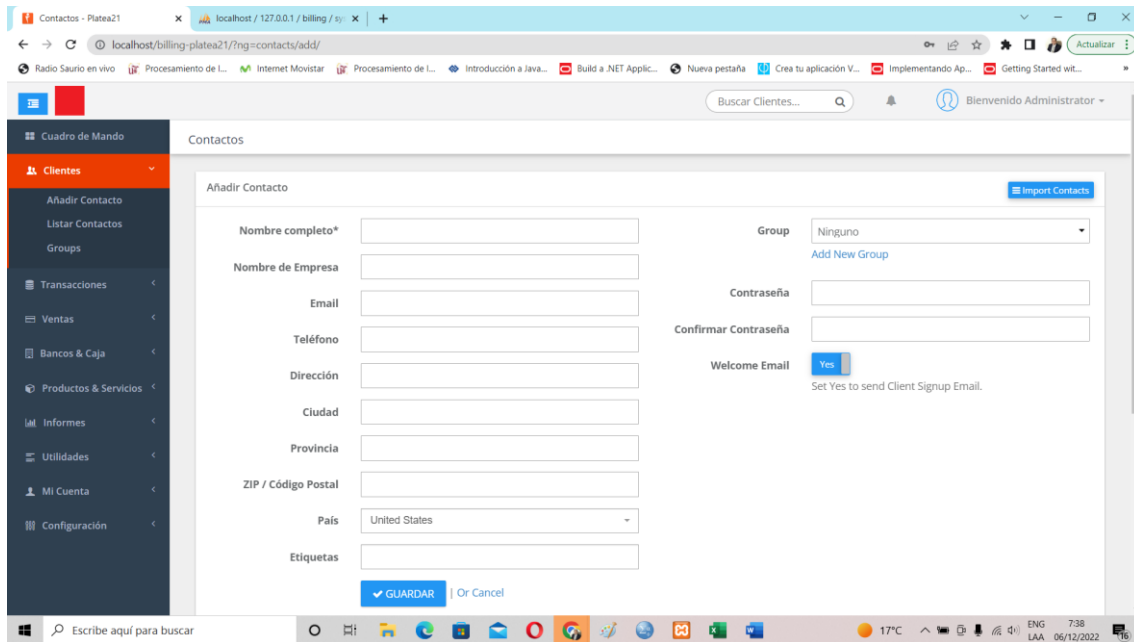 Contactos - Platea21
localhost / 127.0.0.1 / billing / sy
localhost/billing-platea21/?ng=contacts/add/
Actualizar
Radio Saurio en vivo Procesamiento de I... Internet Movistar Procesamiento de I... Introducción a Java... Build a .NET Applic... Nueva pestaña Crea tu aplicación V... Implementando Ap... Getting Started wit... »
Buscar Clientes... Bienvenido Administrator
Cuadro de Mando
Contactos
Clientes
Añadir Contacto
Listar Contactos
Groups
Transacciones
Ventas
Bancos & Caja
Productos & Servicios
Informes
Utilidades
Mi Cuenta
Configuración
Añadir Contacto
Import Contacts
Nombre completo*
Nombre de Empresa
Email
Teléfono
Dirección
Ciudad
Provincia
ZIP / Código Postal
País United States
Etiquetas
GUARDAR | Or Cancel
Group Ninguno
Add New Group
Contraseña
Confirmar Contraseña
Welcome Email Yes
Set Yes to send Client Signup Email.
Escribe aquí para buscar
17°C
ENG
LAA
7:38
06/12/2022
16